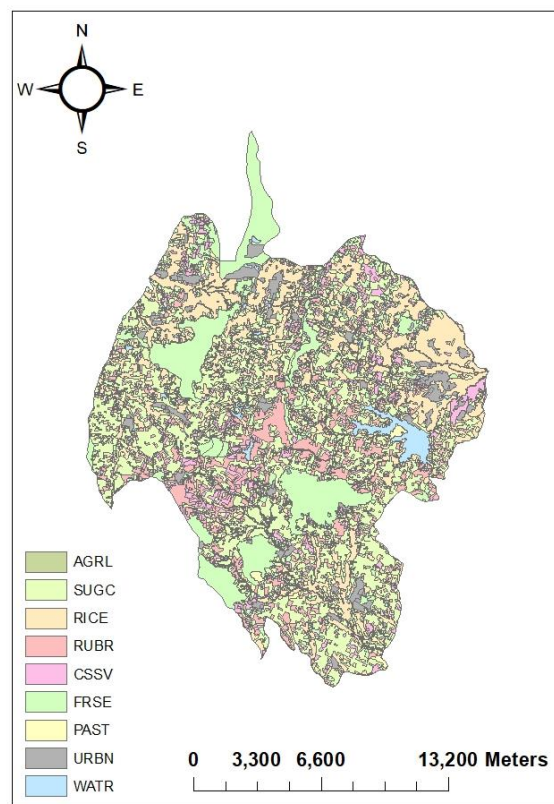 N
W E
S
AGRL
SUGC
RICE
RUBR
CSSV
FRSE
PAST
URBN
WATR
0 3,300 6,600 13,200 Meters